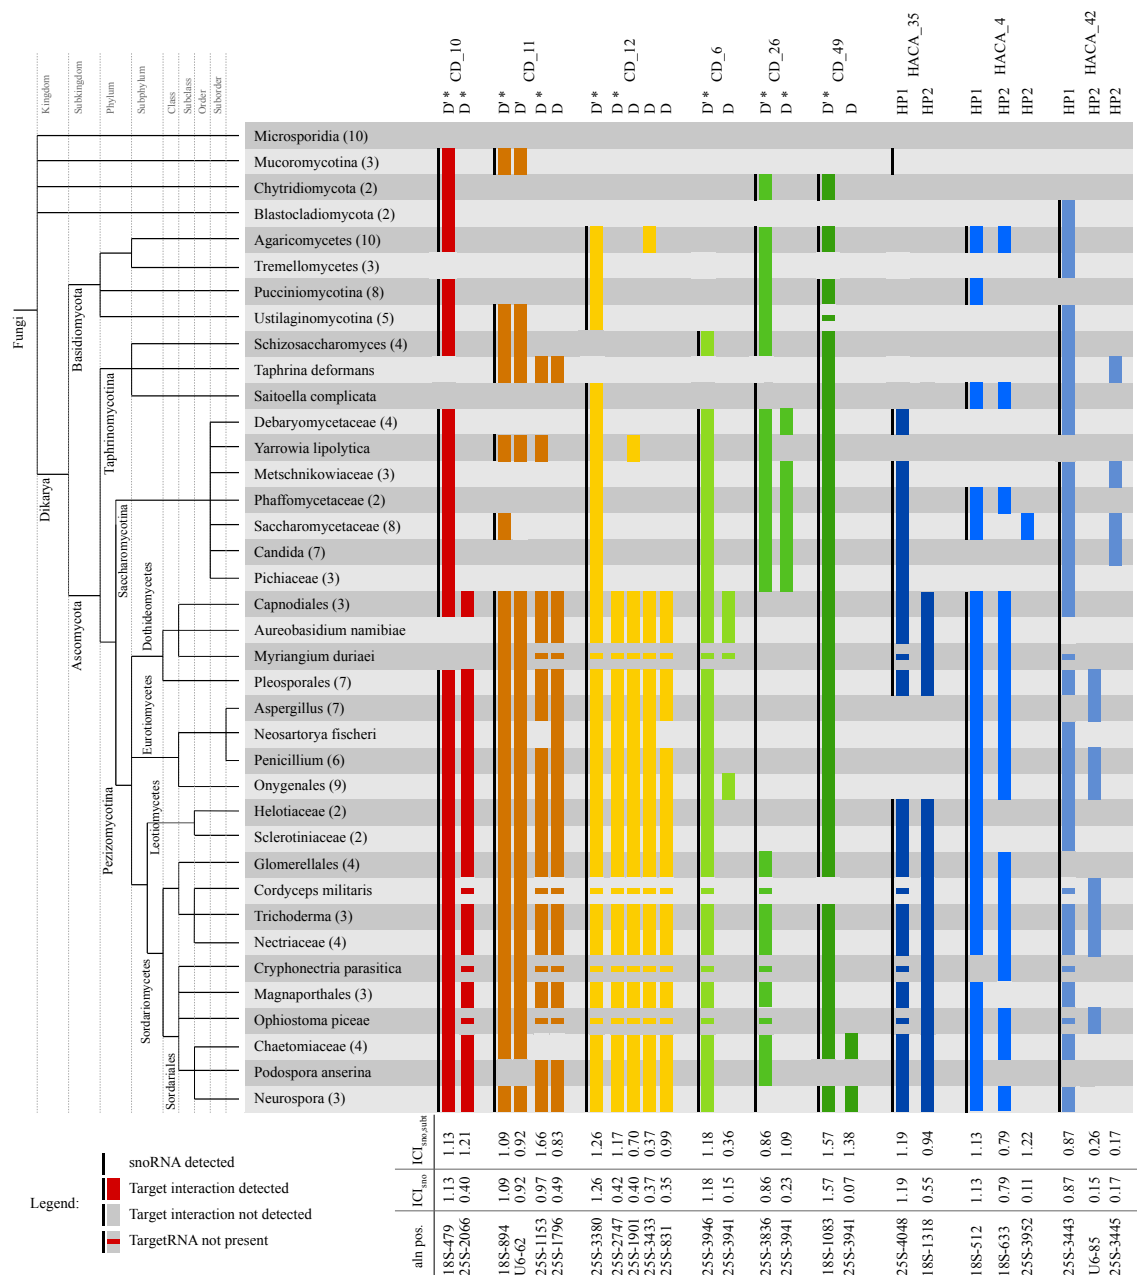 Kingdom
Subkingdom
Phylum
Subphylum
Class
Subclass
Order
Suborder
CD_10
CD_11
CD_12
CD_6
CD_26
CD_49
HACA_35
HACA_4
HACA_42
D'*
D *
D'*
D'
D *
D
D'*
D *
D *
D
D
D'*
D
D'*
D *
D'*
D
HP1
HP2
HP1
HP2
HP2
HP1
HP2
HP2
Microsporidia (10)
Mucoromycotina (3)
Chytridiomycota (2)
Blastocladiomycota (2)
Agaricomycetes (10)
Tremellomycetes (3)
Pucciniomycotina (8)
Ustilaginomycotina (5)
Schizosaccharomyces (4)
Taphrina deformans
Saitoella complicata
Debaryomycetaceae (4)
Yarrowia lipolytica
Metschnikowiaceae (3)
Phaffomycetaceae (2)
Saccharomycetaceae (8)
Candida (7)
Pichiaceae (3)
Capnodiales (3)
Aureobasidium namibiae
Myriangium duriaei
Pleosporales (7)
Aspergillus (7)
Neosartorya fischeri
Penicillium (6)
Onygenales (9)
Helotiaceae (2)
Sclerotiniaceae (2)
Glomerellales (4)
Cordyceps militaris
Trichoderma (3)
Nectriaceae (4)
Cryphonectria parasitica
Magnaporthales (3)
Ophiostoma piceae
Chaetomiaceae (4)
Podospora anserina
Neurospora (3)
Fungi
Dikarya
Basidiomycota
Ascomycota
Taphrinomycotina
Saccharomycotina
Pezizomycotina
Dothideomycetes
Eurotiomycetes
Leotiomycetes
Sordariomycetes
Sordariales
ICI sno,subt
1.13
1.21
1.09
0.92
1.66
0.83
1.26
1.17
0.70
0.37
0.99
1.18
0.36
0.86
1.09
1.57
1.38
1.19
0.94
1.13
0.79
1.22
0.87
0.26
0.17
ICI sno
1.13
0.40
1.09
0.92
0.97
0.49
1.26
0.42
0.40
0.37
0.35
1.18
0.15
0.86
0.23
1.57
0.07
1.19
0.55
1.13
0.79
0.11
0.87
0.15
0.17
aln pos.
18S-479
25S-2066
18S-894
U6-62
25S-1153
25S-1796
25S-3380
25S-2747
25S-1901
25S-3433
25S-831
25S-3946
25S-3941
25S-3836
25S-3941
18S-1083
25S-3941
25S-4048
18S-1318
18S-512
18S-633
25S-3952
25S-3443
U6-85
25S-3445
Legend:
snoRNA detected
Target interaction detected
Target interaction not detected
TargetRNA not present